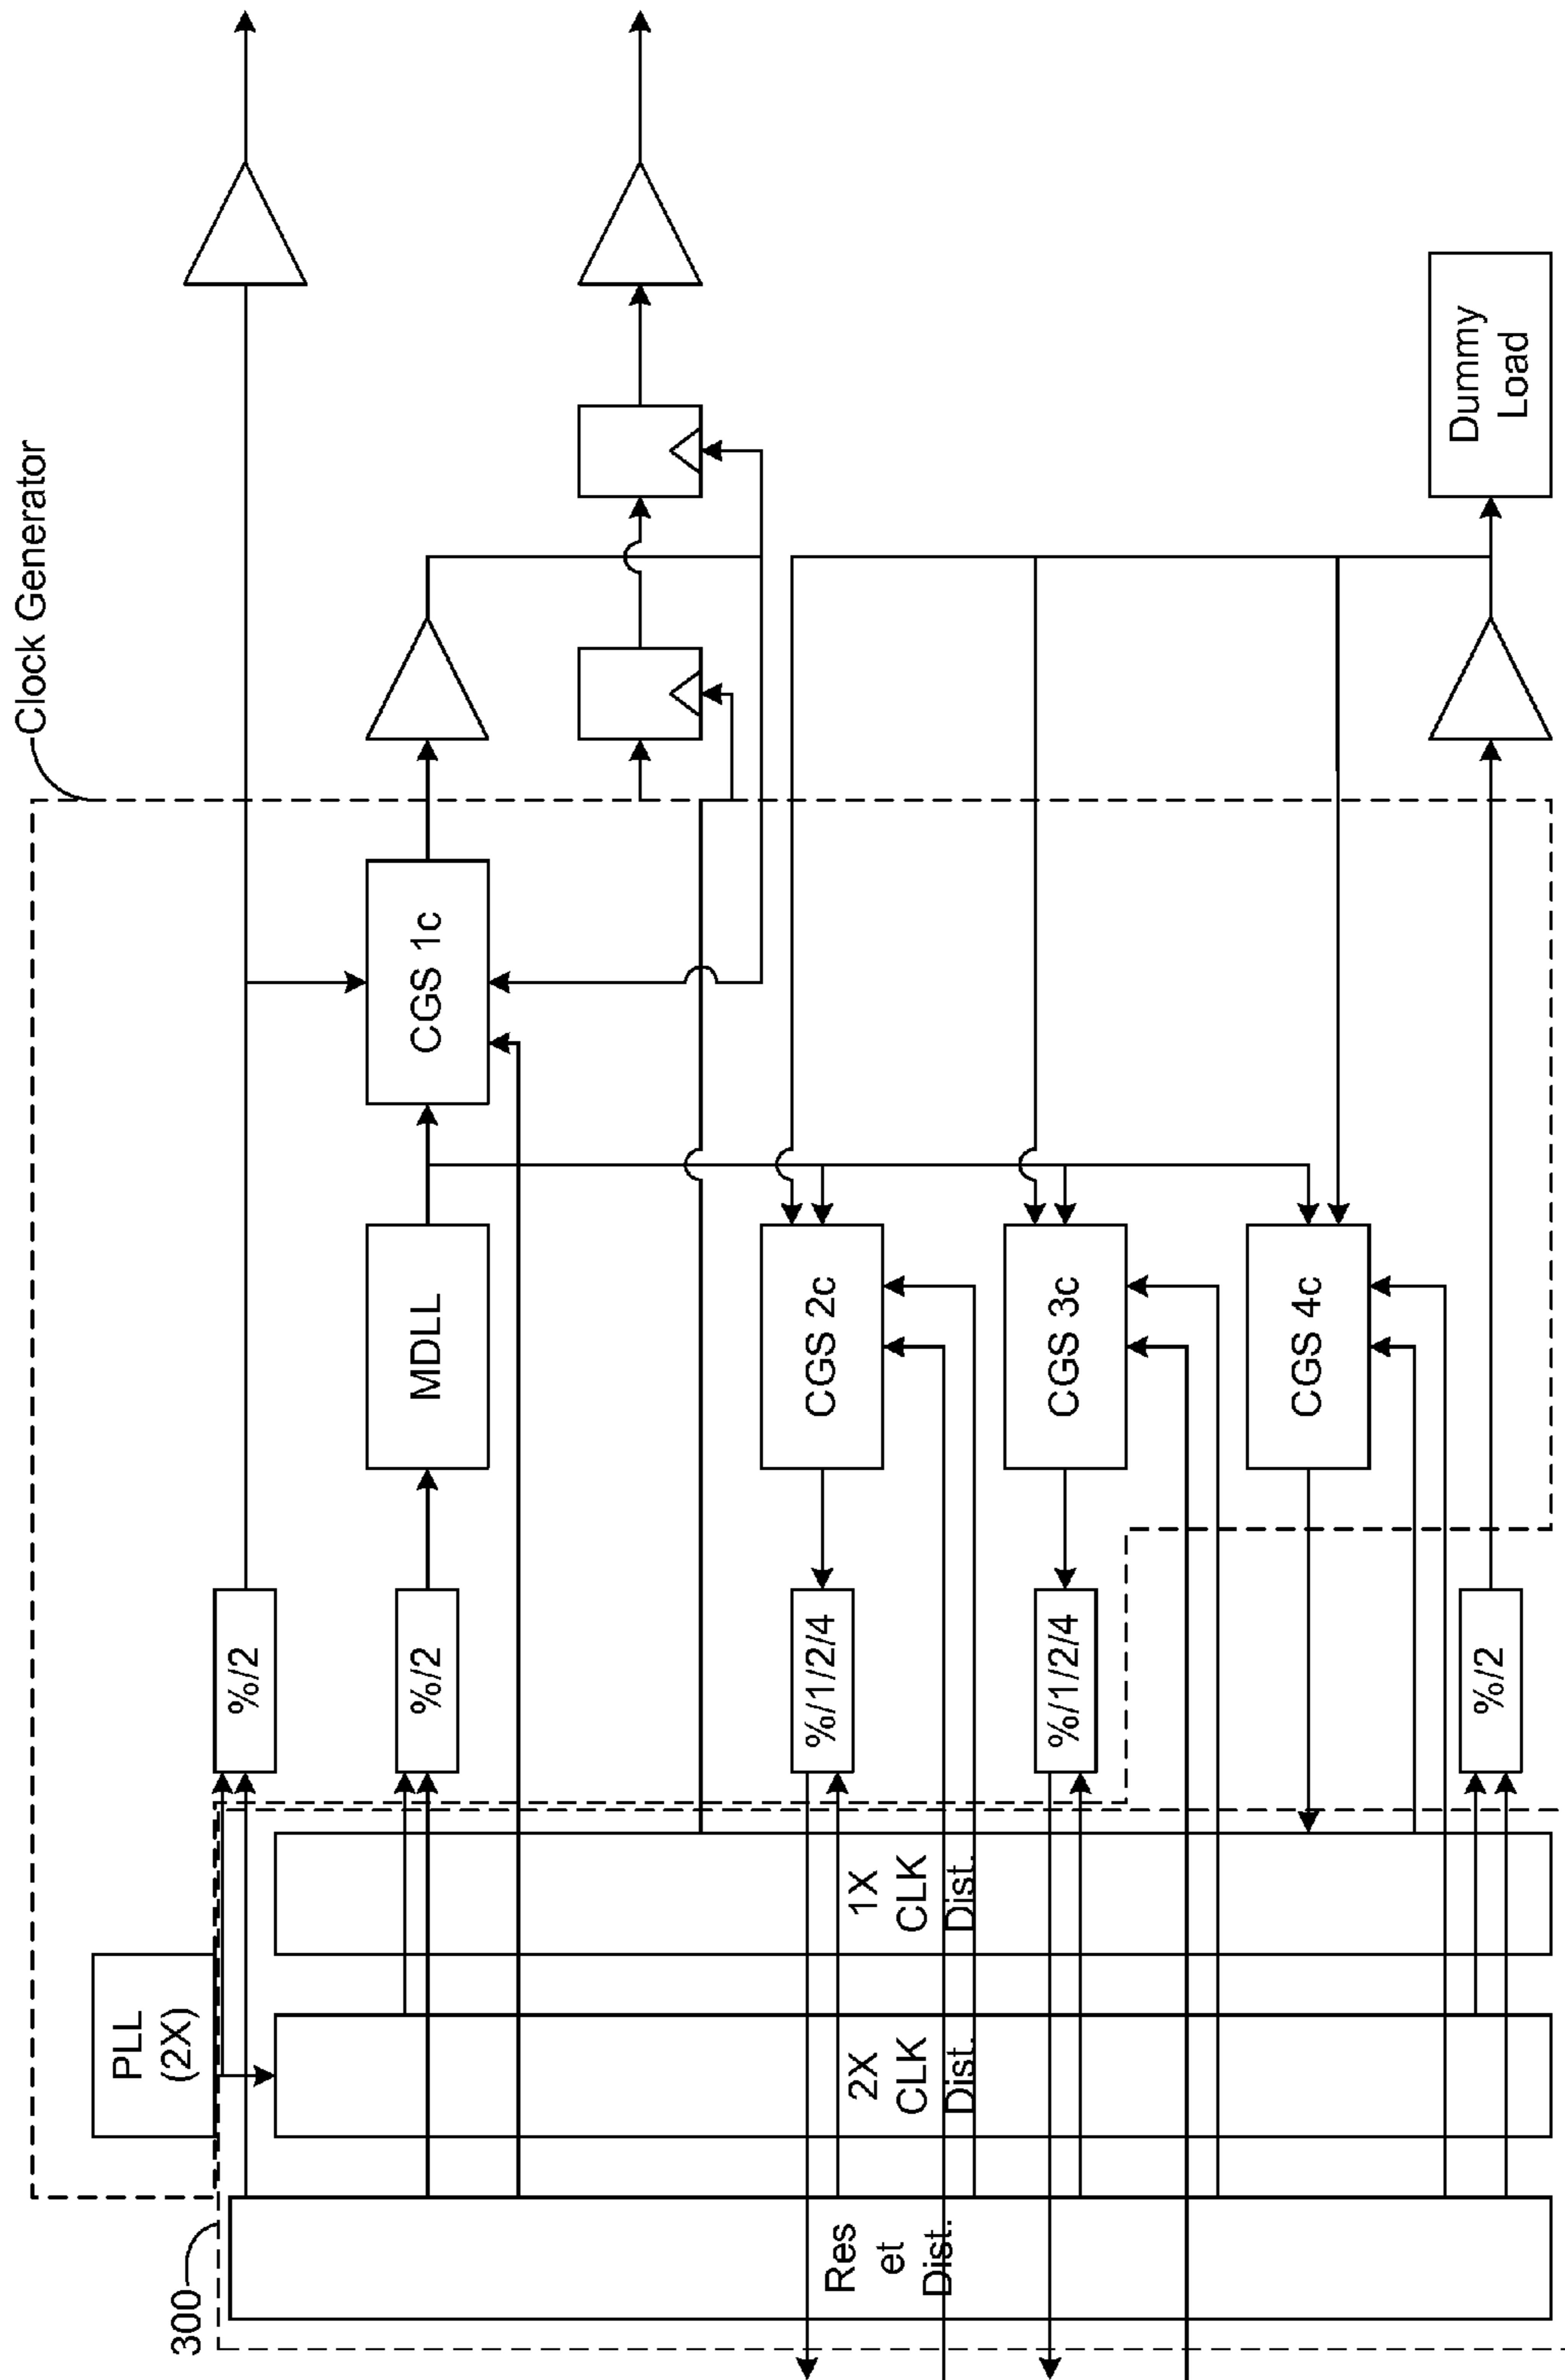 Clock Generator
300
PLL
(2X)
Res
et
Dist.
2X
CLK
Dist.
1X
CLK
Dist.
%/2
%/2
%/1/2/4
%/1/2/4
%/2
MDLL
CGS 1c
CGS 2c
CGS 3c
CGS 4c
Dummy
Load